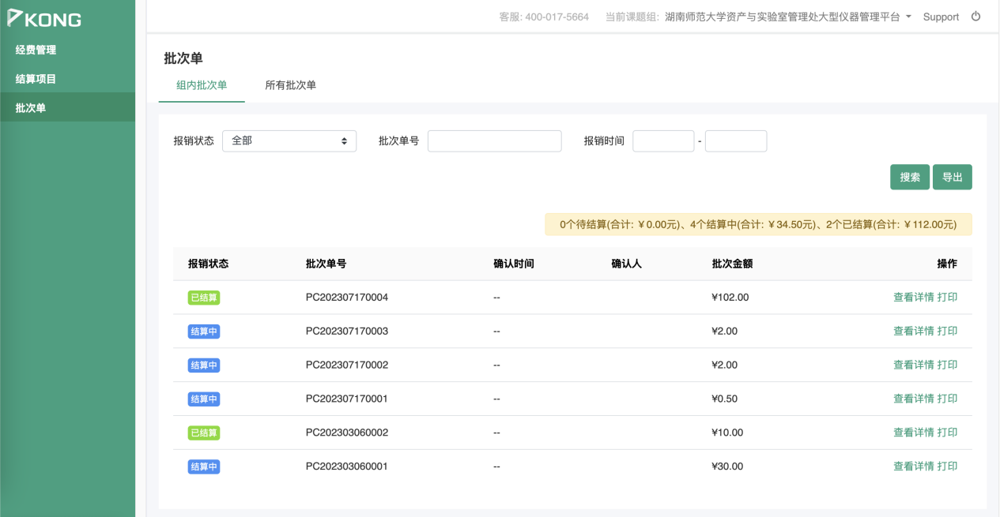 PKONG
客服: 400-017-5664 当前课题组: 湖南师范大学资产与实验室管理处大型仪器管理平台 Support
经费管理
结算项目
批次单
批次单
组内批次单 所有批次单
报销状态 全部 批次单号 报销时间 -
搜索 导出
0个待结算(合计: ¥0.00元)、4个结算中(合计: ¥34.50元)、2个已结算(合计: ¥112.00元)
报销状态 批次单号 确认时间 确认人 批次金额 操作
已结算 PC202307170004 -- ¥102.00 查看详情 打印
结算中 PC202307170003 -- ¥2.00 查看详情 打印
结算中 PC202307170002 -- ¥2.00 查看详情 打印
结算中 PC202307170001 -- ¥0.50 查看详情 打印
已结算 PC202303060002 -- ¥10.00 查看详情 打印
结算中 PC202303060001 -- ¥30.00 查看详情 打印